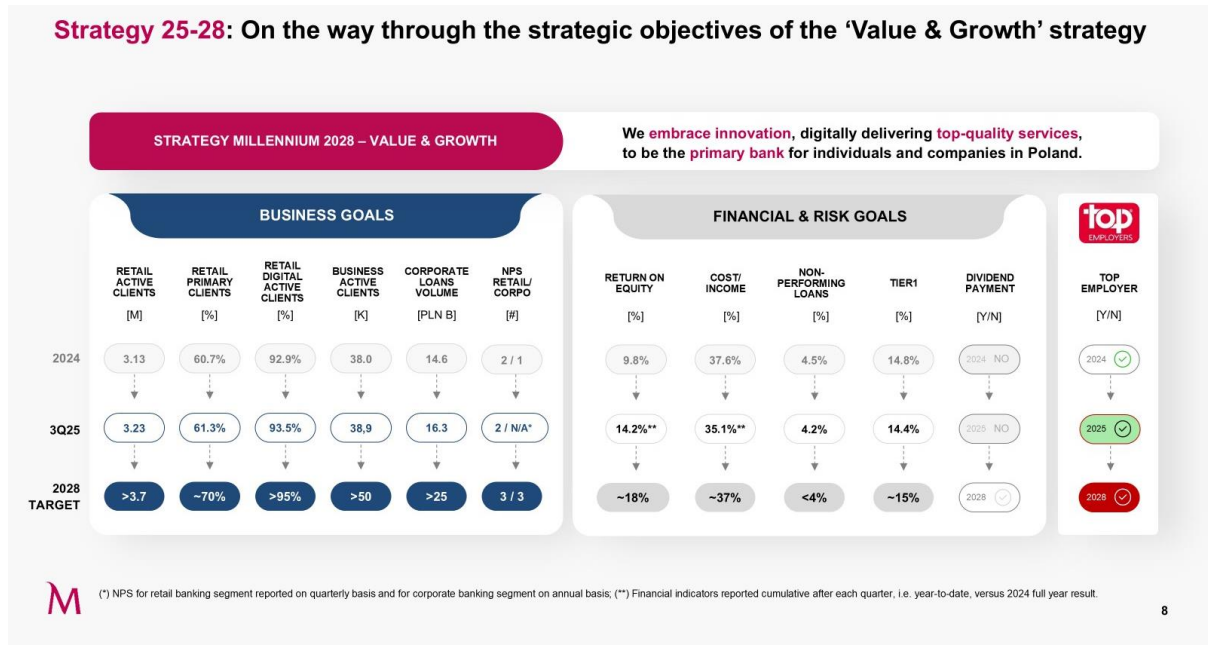 Strategy 25-28: On the way through the strategic objectives of the ‘Value & Growth’ strategy
STRATEGY MILLENNIUM 2028 – VALUE & GROWTH
We embrace innovation, digitally delivering top-quality services,
to be the primary bank for individuals and companies in Poland.
BUSINESS GOALS
RETAIL
ACTIVE
CLIENTS
[M]
RETAIL
PRIMARY
CLIENTS
[%]
RETAIL
DIGITAL
ACTIVE
CLIENTS
[%]
BUSINESS
ACTIVE
CLIENTS
[K]
CORPORATE
LOANS
VOLUME
[PLN B]
NPS
RETAIL/
CORPO
[#]
FINANCIAL & RISK GOALS
RETURN ON
EQUITY
[%]
COST/
INCOME
[%]
NON-
PERFORMING
LOANS
[%]
TIER1
[%]
DIVIDEND
PAYMENT
[Y/N]
top
EMPLOYERS
TOP
EMPLOYER
[Y/N]
2024 3.13 60.7% 92.9% 38.0 14.6 2 / 1 9.8% 37.6% 4.5% 14.8% 2024 NO 2024
3Q25 3.23 61.3% 93.5% 38,9 16.3 2 / N/A* 14.2%** 35.1%** 4.2% 14.4% 2025 NO 2025
2028
TARGET
>3.7 ~70% >95% >50 >25 3 / 3 ~18% ~37% <4% ~15% 2028 2028
M
(*) NPS for retail banking segment reported on quarterly basis and for corporate banking segment on annual basis; (**) Financial indicators reported cumulative after each quarter, i.e. year-to-date, versus 2024 full year result.
8